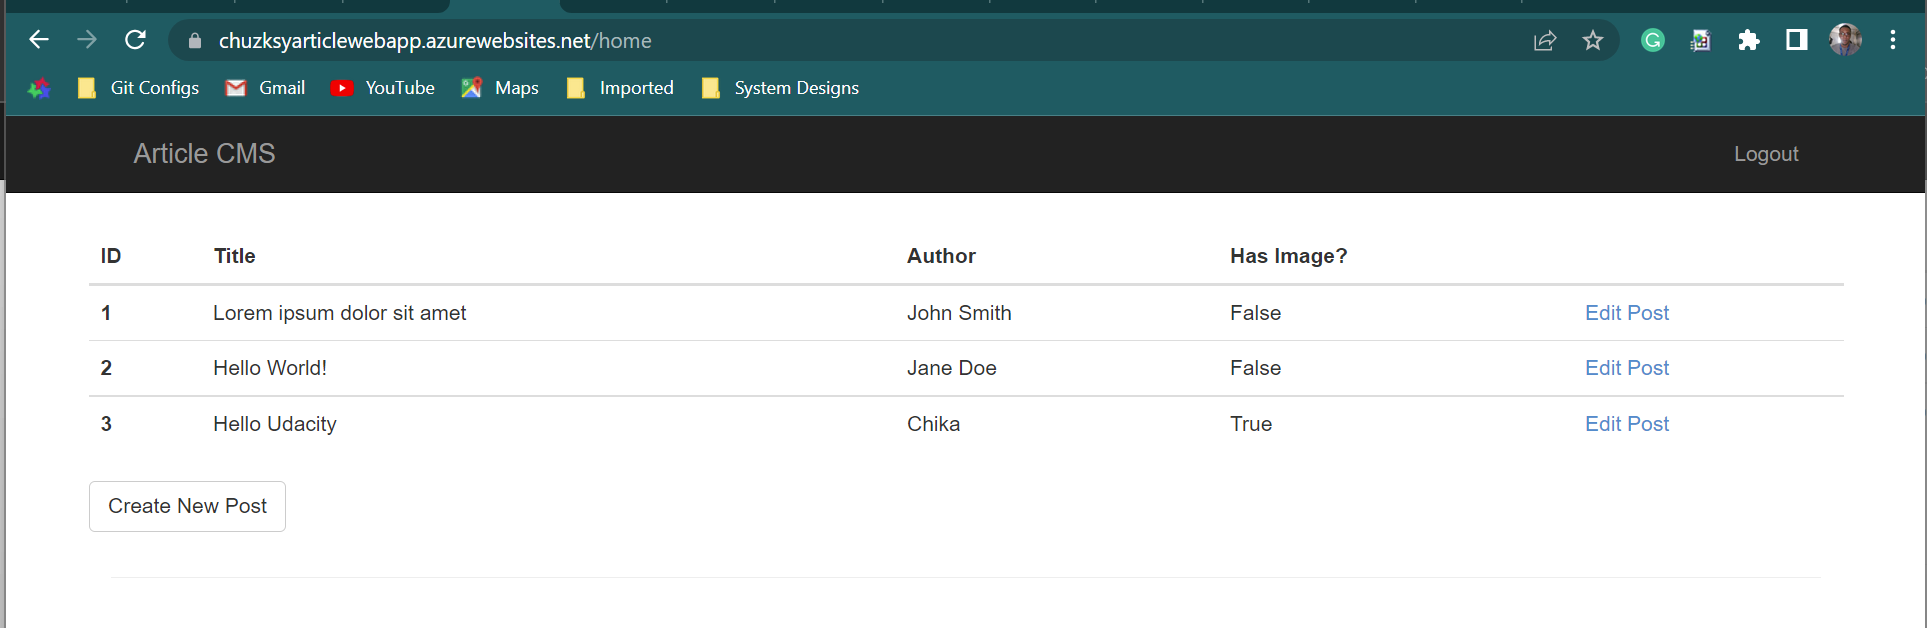 chuzksyarticlewebapp.azurewebsites.net/home
Git Configs Gmail YouTube Maps Imported System Designs
Article CMS Logout
ID Title Author Has Image?
1 Lorem ipsum dolor sit amet John Smith False Edit Post
2 Hello World! Jane Doe False Edit Post
3 Hello Udacity Chika True Edit Post
Create New Post